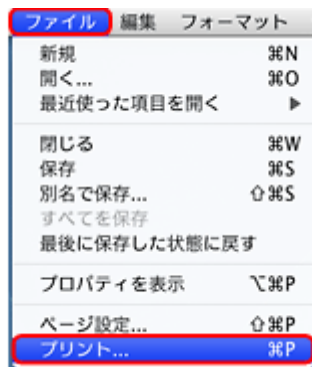 ファイル 編集 フォーマット
新規 ⌘N
開く... ⌘O
最近使った項目を開く ▶
閉じる ⌘W
保存 ⌘S
別名で保存... ⇧⌘S
すべてを保存
最後に保存した状態に戻す
プロパティを表示 ⌥⌘P
ページ設定... ⇧⌘P
プリント... ⌘P